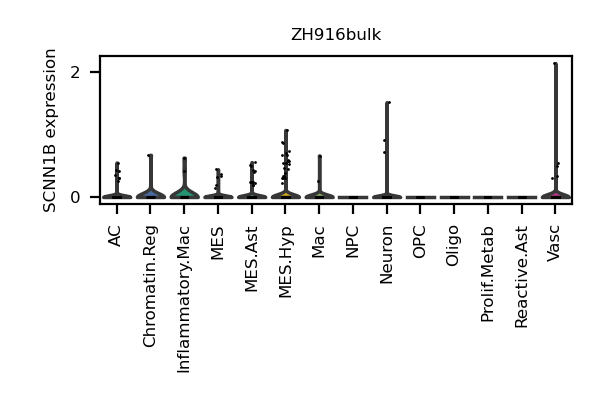 ZH916bulk
SCNN1B expression
2
0
AC
Chromatin.Reg
Inflammatory.Mac
MES
MES.Ast
MES.Hyp
Mac
NPC
Neuron
OPC
Oligo
Prolif.Metab
Reactive.Ast
Vasc